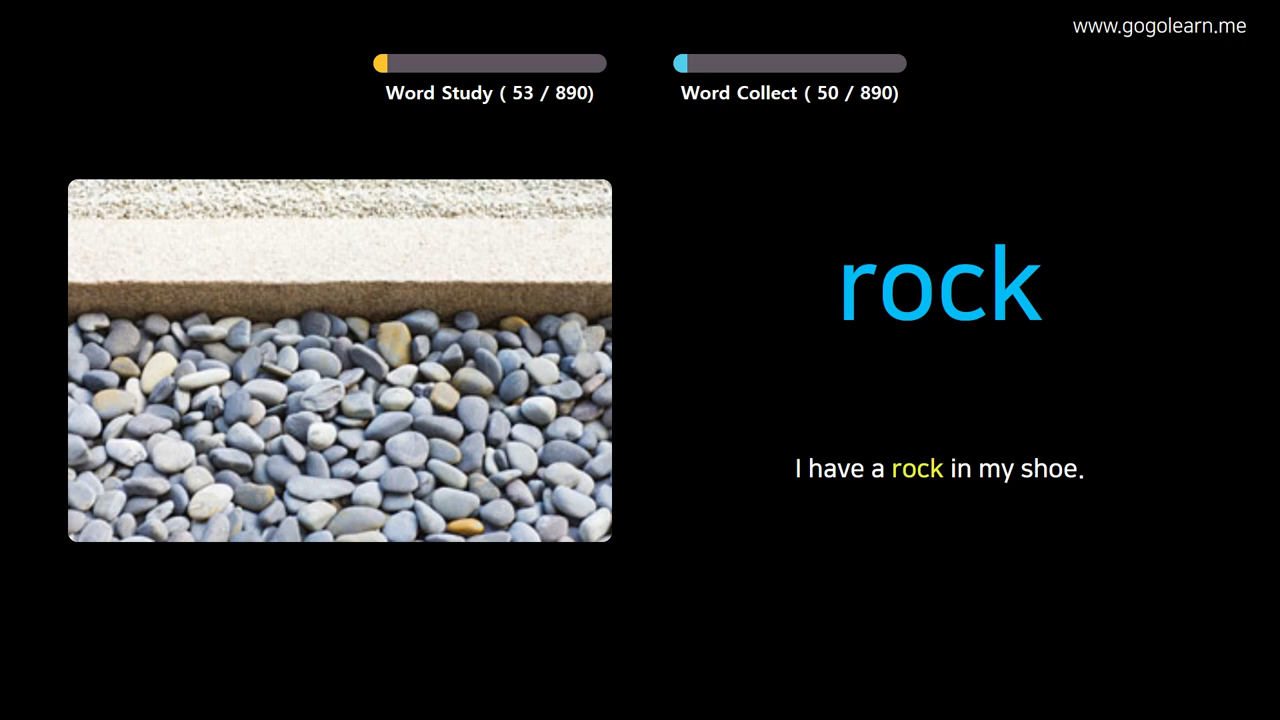 www.gogolearn.me
Word Study ( 53 / 890)
Word Collect ( 50 / 890)
rock
I have a rock in my shoe.